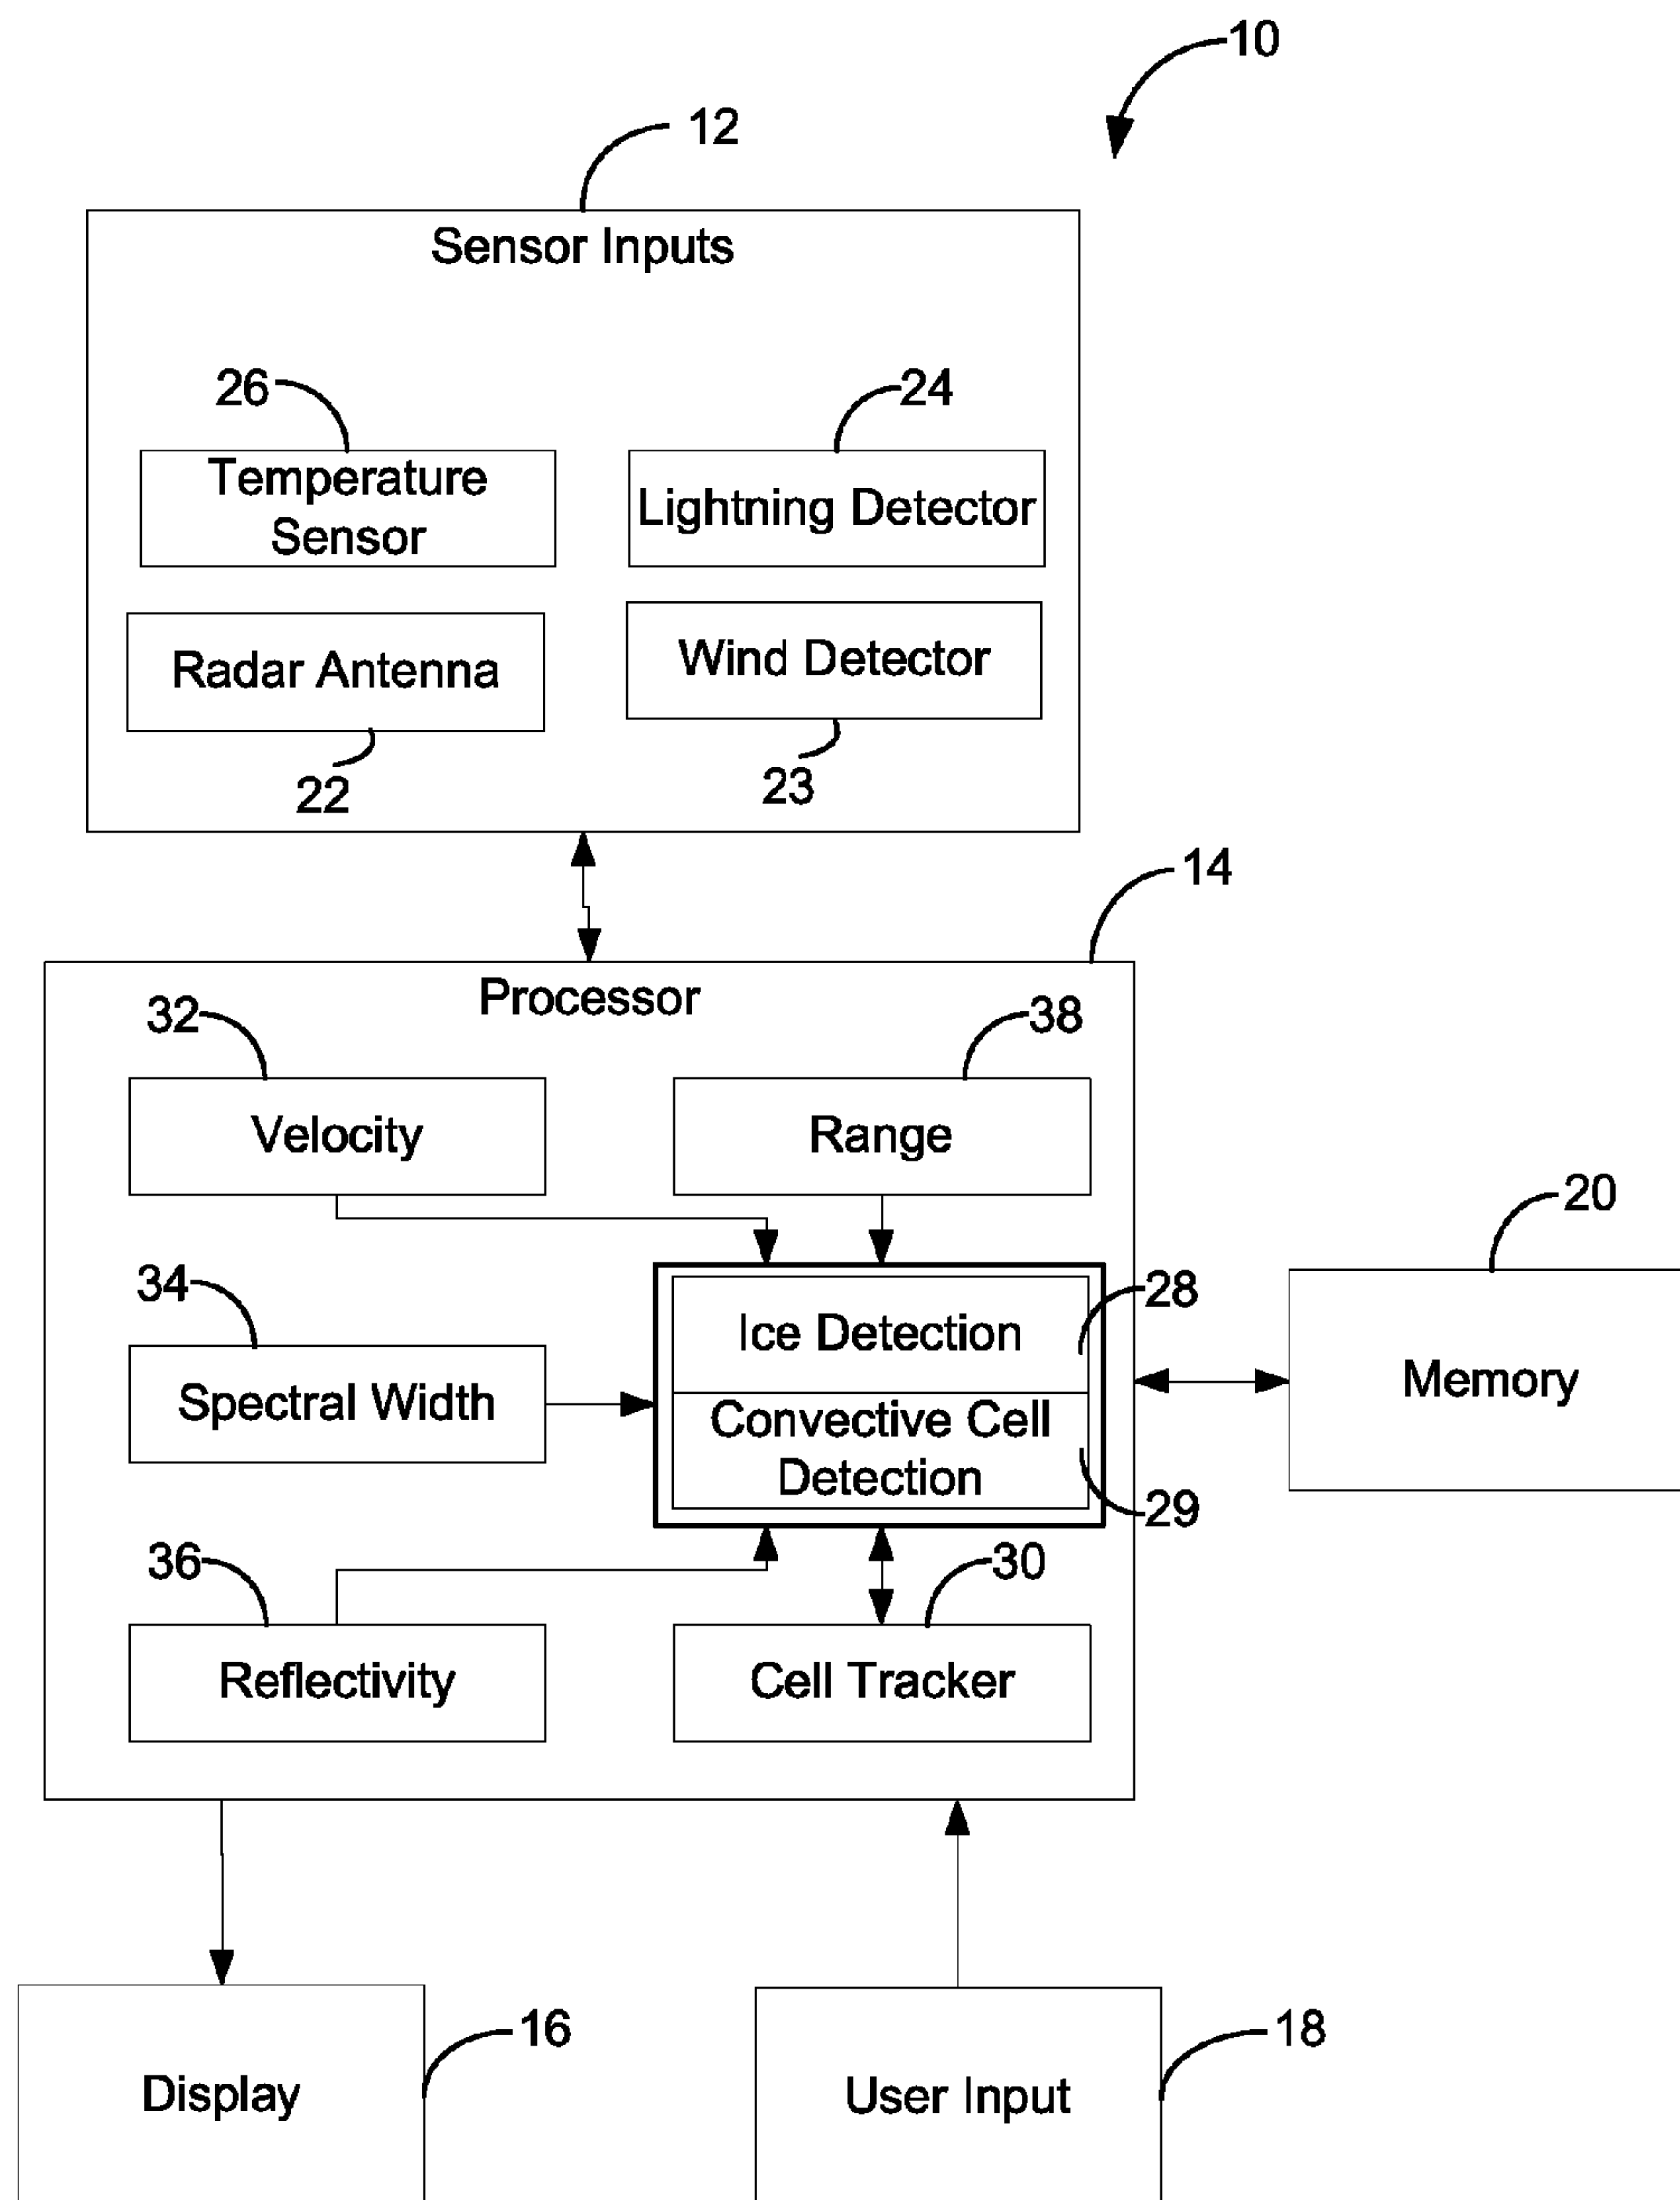 10
12
Sensor Inputs
26
24
Temperature
Sensor
Lightning Detector
Radar Antenna
Wind Detector
22
23
14
Processor
32
38
Velocity
Range
20
34
28
Ice Detection
Memory
Spectral Width
Convective Cell
Detection
29
36
30
Reflectivity
Cell Tracker
16
18
Display
User Input